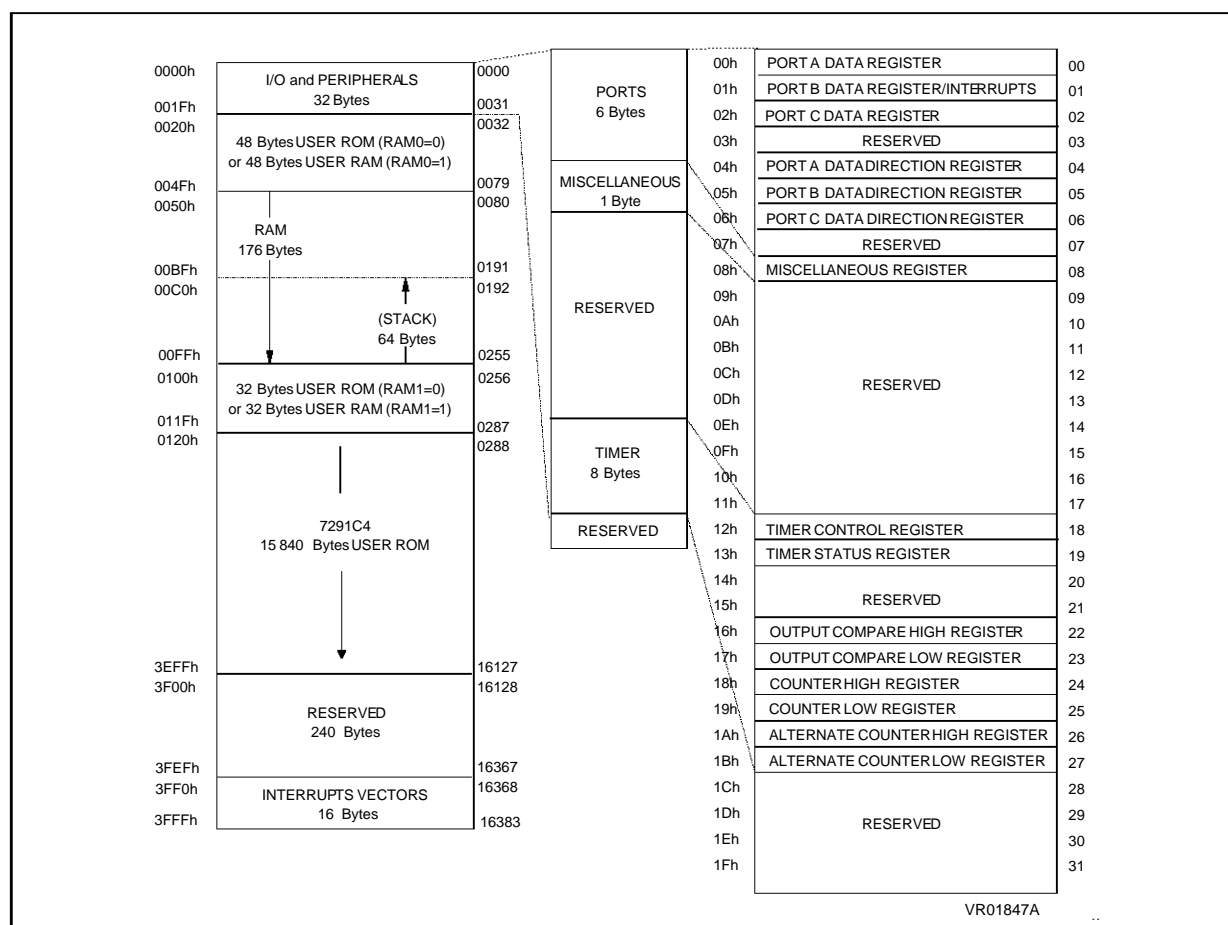 0000h
I/O and PERIPHERALS
32 Bytes
0000
001Fh
0031
0020h
0032
48 Bytes USER ROM (RAM0=0)
or 48 Bytes USER RAM (RAM0=1)
004Fh
0079
0050h
0080
RAM
176 Bytes
00BFh
0191
00C0h
0192
(STACK)
64 Bytes
00FFh
0255
0100h
0256
32 Bytes USER ROM (RAM1=0)
or 32 Bytes USER RAM (RAM1=1)
011Fh
0287
0120h
0288
7291C4
15 840 Bytes USER ROM
3EFFh
16127
3F00h
16128
RESERVED
240 Bytes
3FEFh
16367
3FF0h
16368
INTERRUPTS VECTORS
16 Bytes
3FFFh
16383
PORTS
6 Bytes
MISCELLANEOUS
1 Byte
RESERVED
TIMER
8 Bytes
RESERVED
00h PORT A DATA REGISTER 00
01h PORT B DATA REGISTER/INTERRUPTS 01
02h PORT C DATA REGISTER 02
03h RESERVED 03
04h PORT A DATA DIRECTION REGISTER 04
05h PORT B DATA DIRECTION REGISTER 05
06h PORT C DATA DIRECTION REGISTER 06
07h RESERVED 07
08h MISCELLANEOUS REGISTER 08
09h 09
0Ah 10
0Bh 11
0Ch RESERVED 12
0Dh 13
0Eh 14
0Fh 15
10h 16
11h 17
12h TIMER CONTROL REGISTER 18
13h TIMER STATUS REGISTER 19
14h 20
15h RESERVED 21
16h OUTPUT COMPARE HIGH REGISTER 22
17h OUTPUT COMPARE LOW REGISTER 23
18h COUNTER HIGH REGISTER 24
19h COUNTER LOW REGISTER 25
1Ah ALTERNATE COUNTER HIGH REGISTER 26
1Bh ALTERNATE COUNTER LOW REGISTER 27
1Ch 28
1Dh RESERVED 29
1Eh 30
1Fh 31
VR01847A